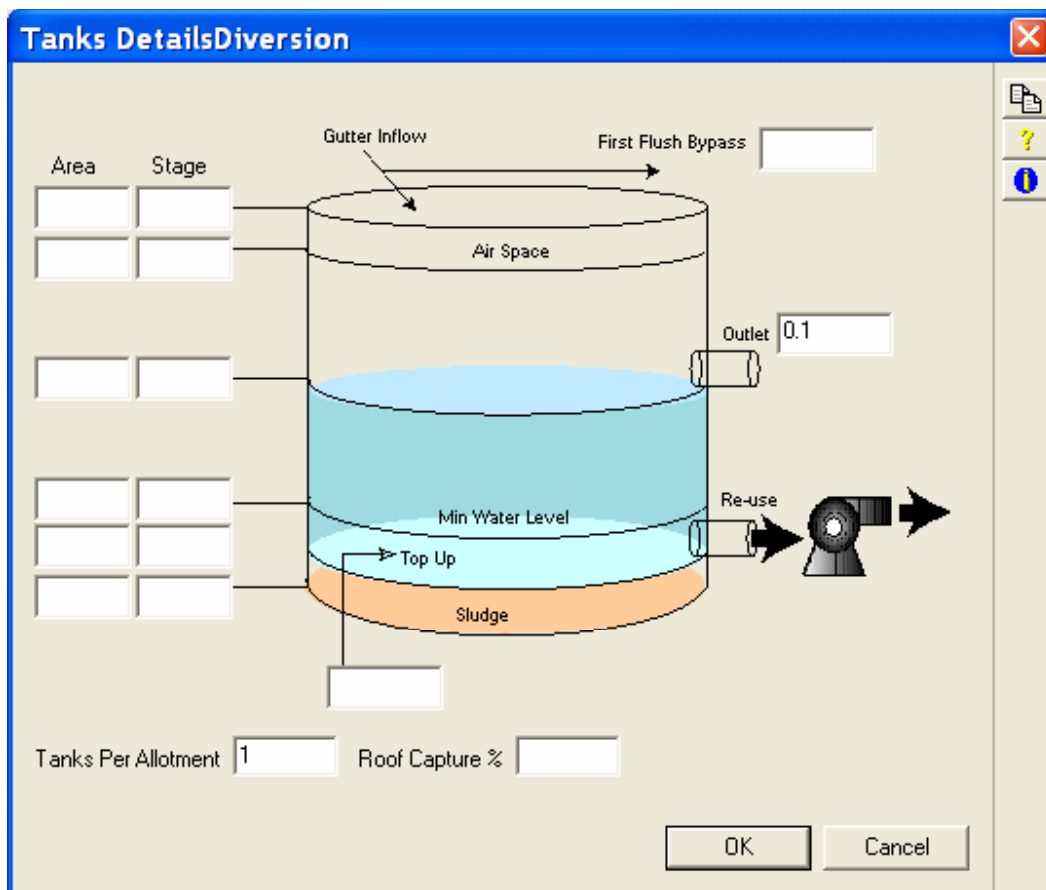 Tanks DetailsDiversion
Gutter Inflow
First Flush Bypass
Area Stage
Air Space
Outlet 0.1
Re-use
Min Water Level
Top Up
Sludge
Tanks Per Allotment 1 Roof Capture %
OK Cancel